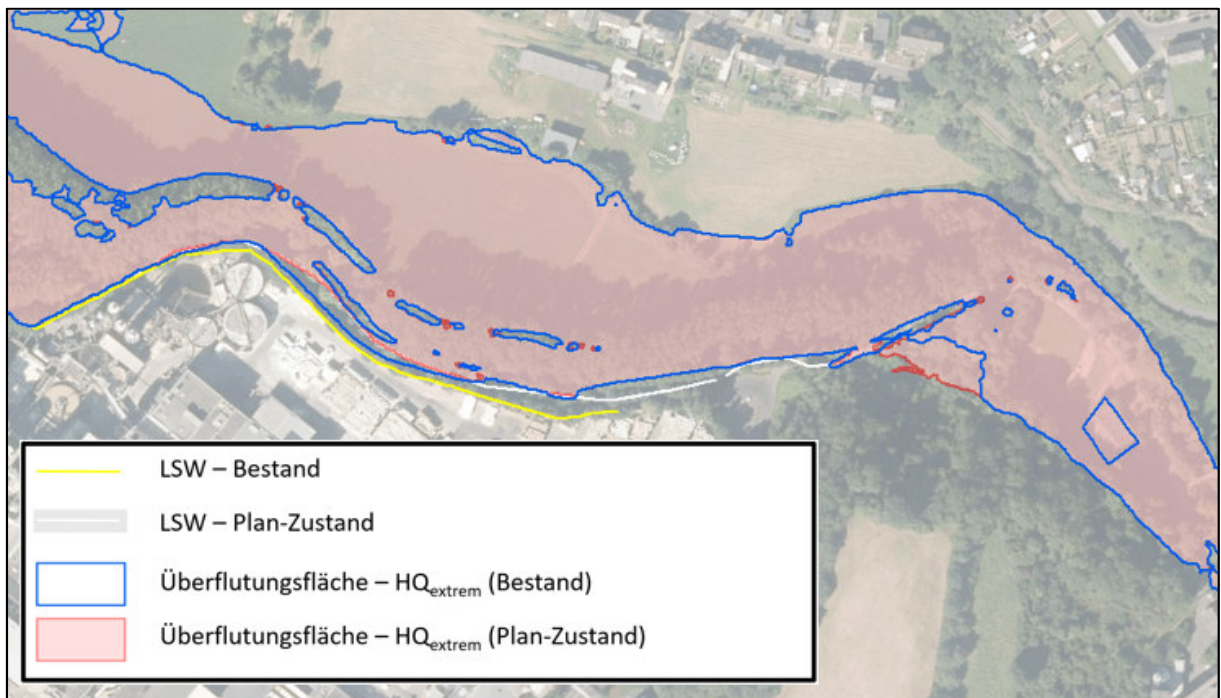 LSW – Bestand
LSW – Plan-Zustand
Überflutungsfläche – HQextrem (Bestand)
Überflutungsfläche – HQextrem (Plan-Zustand)